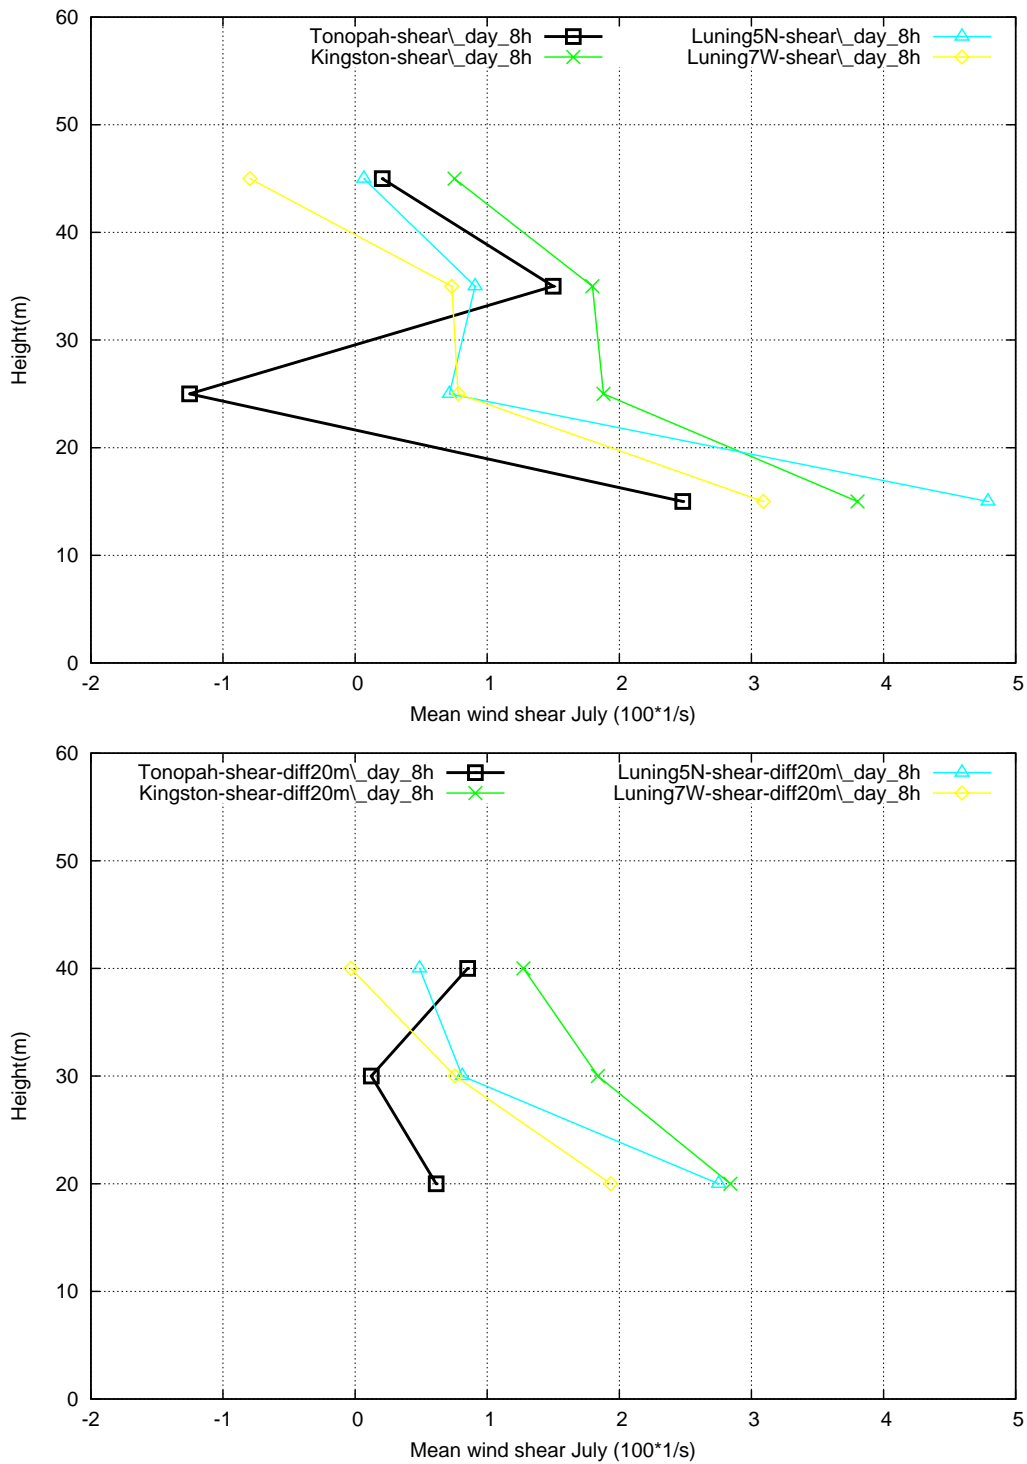 60
Tonopah-shear\_day_8h
Luning5N-shear\_day_8h
Kingston-shear\_day_8h
Luning7W-shear\_day_8h
50
40
Height(m)
30
20
10
0
-2 -1 0 1 2 3 4 5
Mean wind shear July (100*1/s)
60
Tonopah-shear-diff20m\_day_8h
Luning5N-shear-diff20m\_day_8h
Kingston-shear-diff20m\_day_8h
Luning7W-shear-diff20m\_day_8h
50
40
Height(m)
30
20
10
0
-2 -1 0 1 2 3 4 5
Mean wind shear July (100*1/s)